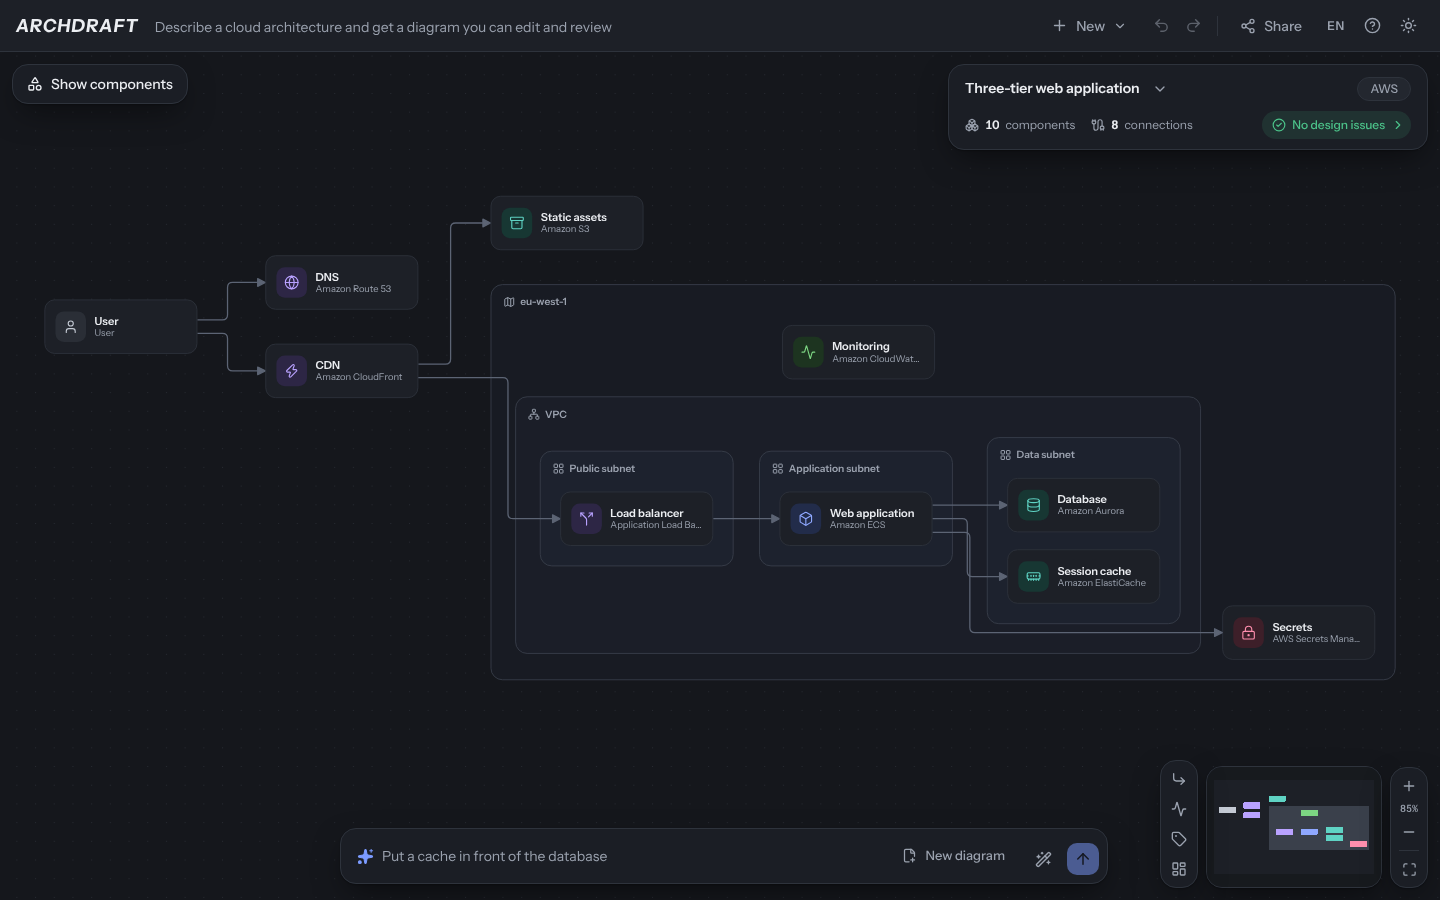 ARCHDRAFT
Describe a cloud architecture and get a diagram you can edit and review
New
Share
EN
Show components
Three-tier web application
AWS
10 components
8 connections
No design issues
Static assets
Amazon S3
DNS
Amazon Route 53
User
User
CDN
Amazon CloudFront
eu-west-1
Monitoring
Amazon CloudWat...
VPC
Public subnet
Load balancer
Application Load Ba...
Application subnet
Web application
Amazon ECS
Data subnet
Database
Amazon Aurora
Session cache
Amazon ElastiCache
Secrets
AWS Secrets Mana...
85%
Put a cache in front of the database
New diagram